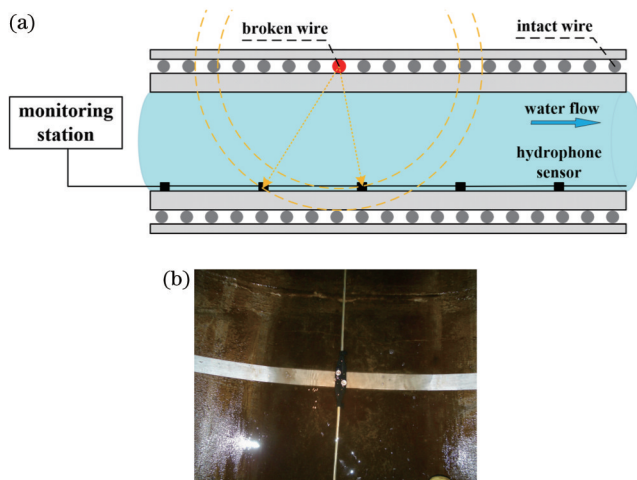 (a)
broken wire
intact wire
monitoring
station
water flow
hydrophone
sensor
(b)